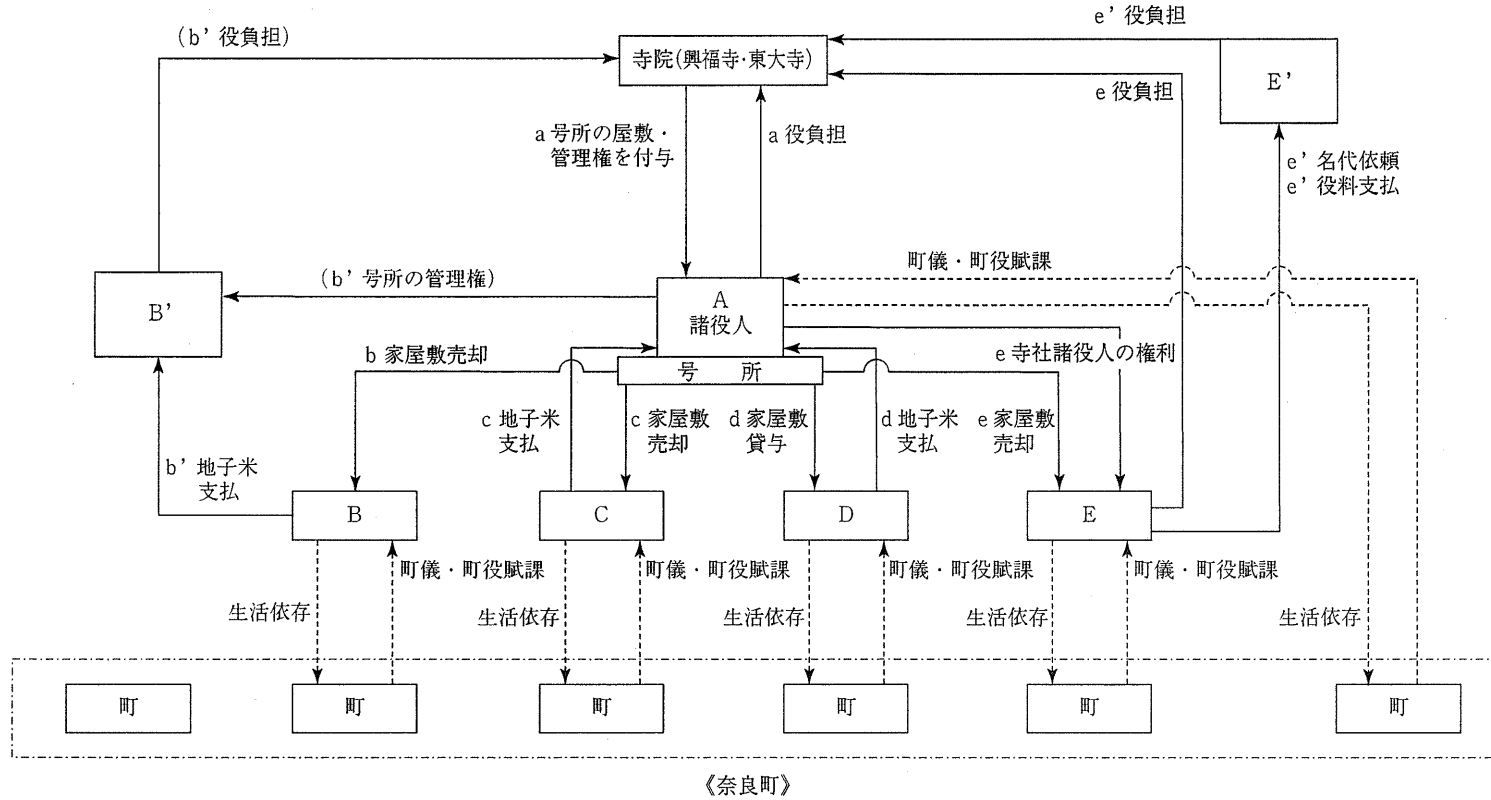 (b’ 役負担)
e’ 役負担
寺院(興福寺・東大寺)
E’
e 役負担
a 号所の屋敷・
管理権を付与
a 役負担
e’ 名代依頼
e’ 役料支払
町儀・町役賦課
(b’ 号所の管理権)
B’
A
諸役人
b 家屋敷売却
e 寺社諸役人の権利
号 所
c 地子米
支払
c 家屋敷
売却
d 家屋敷
貸与
d 地子米
支払
e 家屋敷
売却
b’ 地子米
支払
B
C
D
E
町儀・町役賦課
町儀・町役賦課
町儀・町役賦課
町儀・町役賦課
生活依存
生活依存
生活依存
生活依存
生活依存
町
町
町
町
町
町
《奈良町》